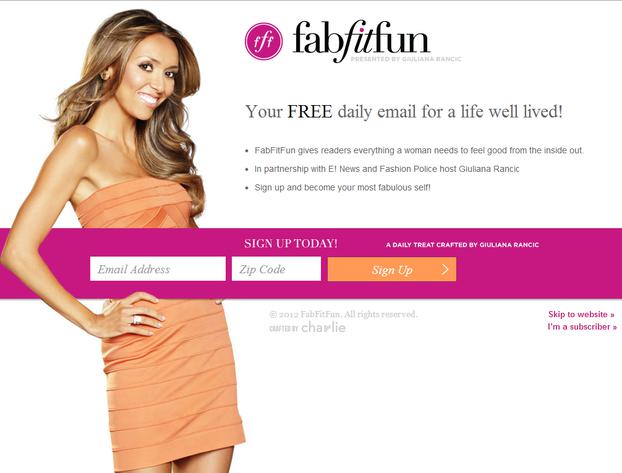 fff fabfitfun
PRESENTED BY GIULIANA RANCIC
Your FREE daily email for a life well lived!
FabFitFun gives readers everything a woman needs to feel good from the inside out.
In partnership with E! News and Fashion Police host Giuliana Rancic
Sign up and become your most fabulous self!
SIGN UP TODAY!
A DAILY TREAT CRAFTED BY GIULIANA RANCIC
Email Address
Zip Code
Sign Up
© 2012 FabFitFun. All rights reserved.
CRAFTED BY charlie
Skip to website »
I'm a subscriber »